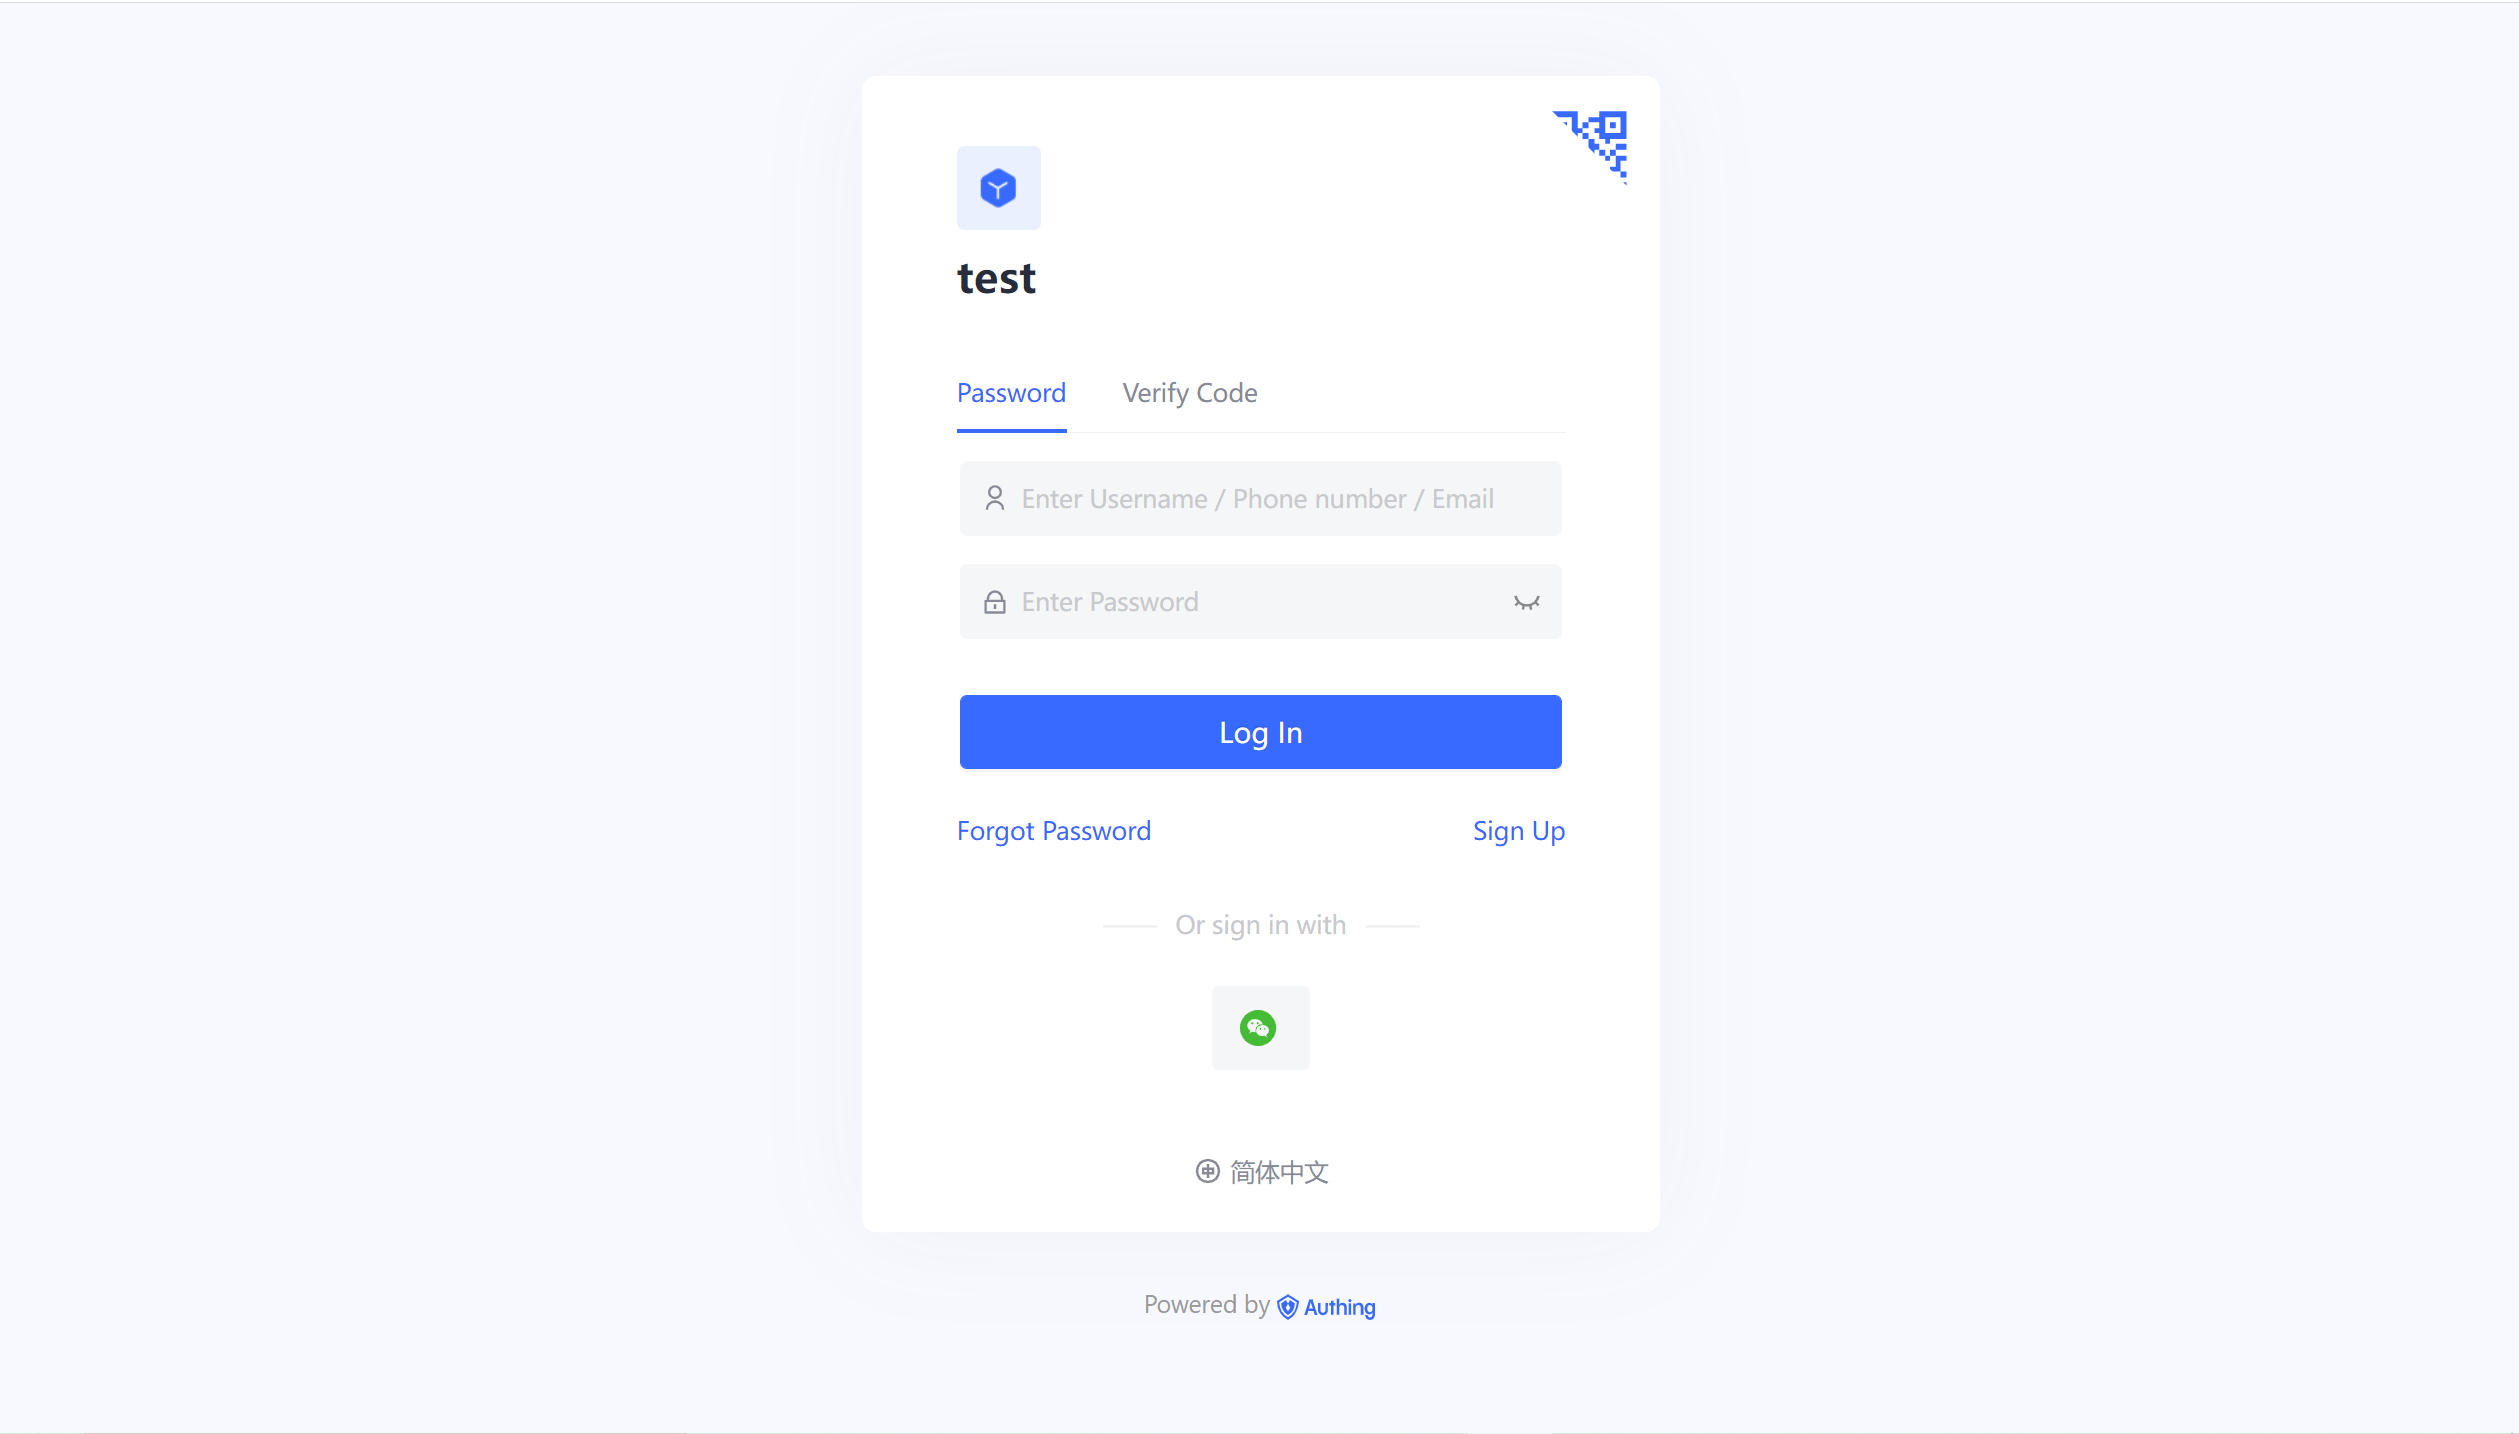 test
Password Verify Code
Enter Username / Phone number / Email
Enter Password
Log In
Forgot Password Sign Up
Or sign in with
简体中文
Powered by Authing